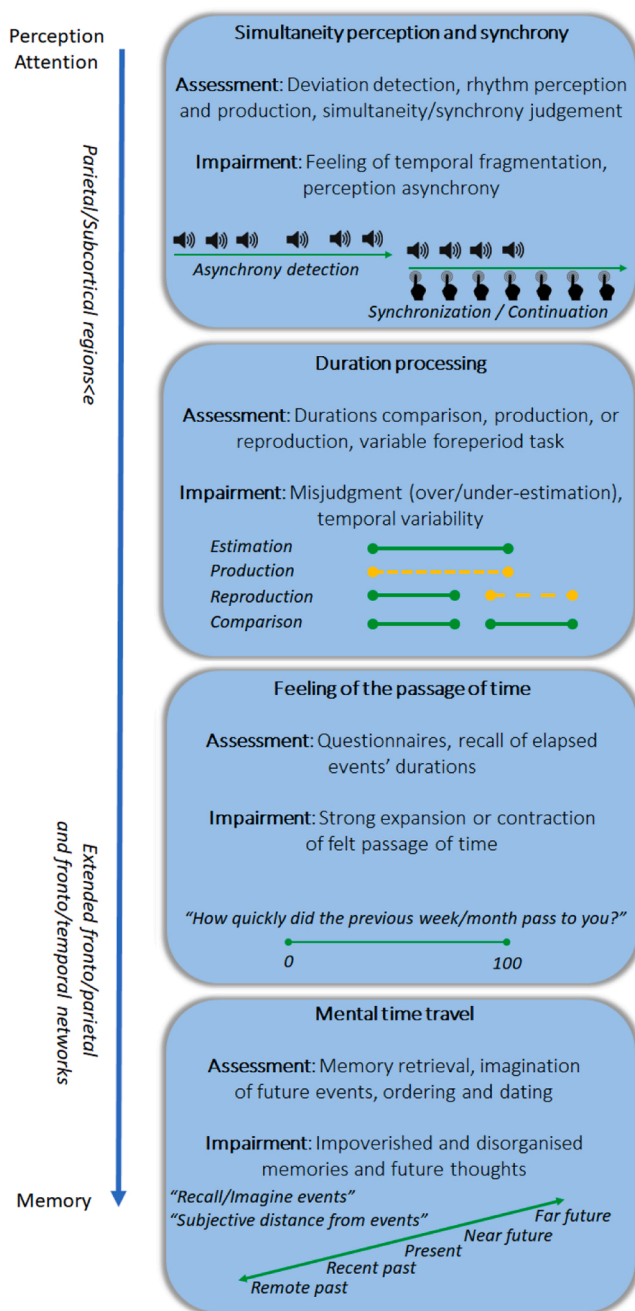 Perception
Attention
Parietal/Subcortical regions<e
Extended fronto/parietal
and fronto/temporal networks
Memory
Simultaneity perception and synchrony
Assessment: Deviation detection, rhythm perception
and production, simultaneity/synchrony judgement
Impairment: Feeling of temporal fragmentation,
perception asynchrony
Asynchrony detection
Synchronization / Continuation
Duration processing
Assessment: Durations comparison, production, or
reproduction, variable foreperiod task
Impairment: Misjudgment (over/under-estimation),
temporal variability
Estimation
Production
Reproduction
Comparison
Feeling of the passage of time
Assessment: Questionnaires, recall of elapsed
events’ durations
Impairment: Strong expansion or contraction
of felt passage of time
“How quickly did the previous week/month pass to you?”
0 100
Mental time travel
Assessment: Memory retrieval, imagination
of future events, ordering and dating
Impairment: Impoverished and disorganised
memories and future thoughts
“Recall/Imagine events”
“Subjective distance from events”
Far future
Near future
Present
Recent past
Remote past